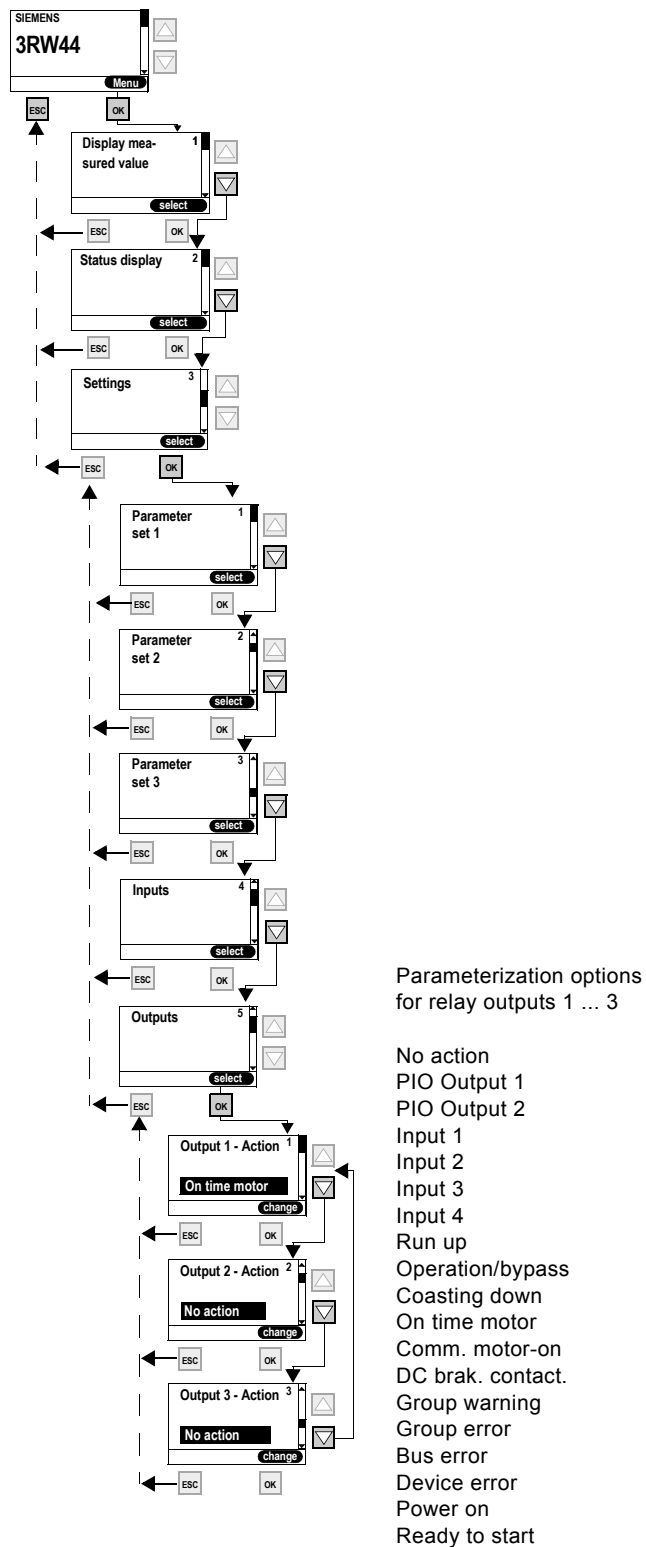 SIEMENS
3RW44
Menu
ESC
OK
Display mea-
sured value
1
select
ESC
OK
Status display
2
select
ESC
OK
Settings
3
select
ESC
OK
Parameter
set 1
1
select
ESC
OK
Parameter
set 2
2
select
ESC
OK
Parameter
set 3
3
select
ESC
OK
Inputs
4
select
ESC
OK
Outputs
5
select
ESC
OK
Output 1 - Action
1
On time motor
change
ESC
OK
Output 2 - Action
2
No action
change
ESC
OK
Output 3 - Action
3
No action
change
ESC
OK
Parameterization options
for relay outputs 1 ... 3
No action
PIO Output 1
PIO Output 2
Input 1
Input 2
Input 3
Input 4
Run up
Operation/bypass
Coasting down
On time motor
Comm. motor-on
DC brak. contact.
Group warning
Group error
Bus error
Device error
Power on
Ready to start